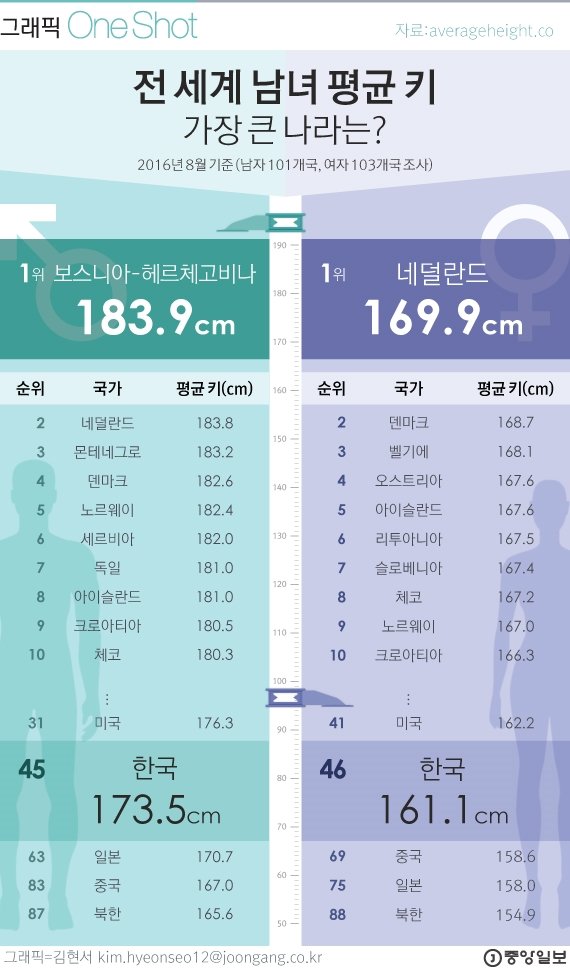 그래픽 One Shot
자료:averageheight.co
전 세계 남녀 평균 키
가장 큰 나라는?
2016년 8월 기준 (남자 101개국, 여자 103개국 조사)
1위 보스니아-헤르체고비나
183.9cm
순위 국가 평균 키(cm)
2 네덜란드 183.8
3 몬테네그로 183.2
4 덴마크 182.6
5 노르웨이 182.4
6 세르비아 182.0
7 독일 181.0
8 아이슬란드 181.0
9 크로아티아 180.5
10 체코 180.3
⋮
31 미국 176.3
45 한국
173.5cm
63 일본 170.7
83 중국 167.0
87 북한 165.6
190
180
170
160
150
140
130
120
110
100
90
80
70
60
50
1위 네덜란드
169.9cm
순위 국가 평균 키(cm)
2 덴마크 168.7
3 벨기에 168.1
4 오스트리아 167.6
5 아이슬란드 167.6
6 리투아니아 167.5
7 슬로베니아 167.4
8 체코 167.2
9 노르웨이 167.0
10 크로아티아 166.3
⋮
41 미국 162.2
46 한국
161.1cm
69 중국 158.6
75 일본 158.0
88 북한 154.9
그래픽=김현서 kim.hyeonseo12@joongang.co.kr
중앙일보